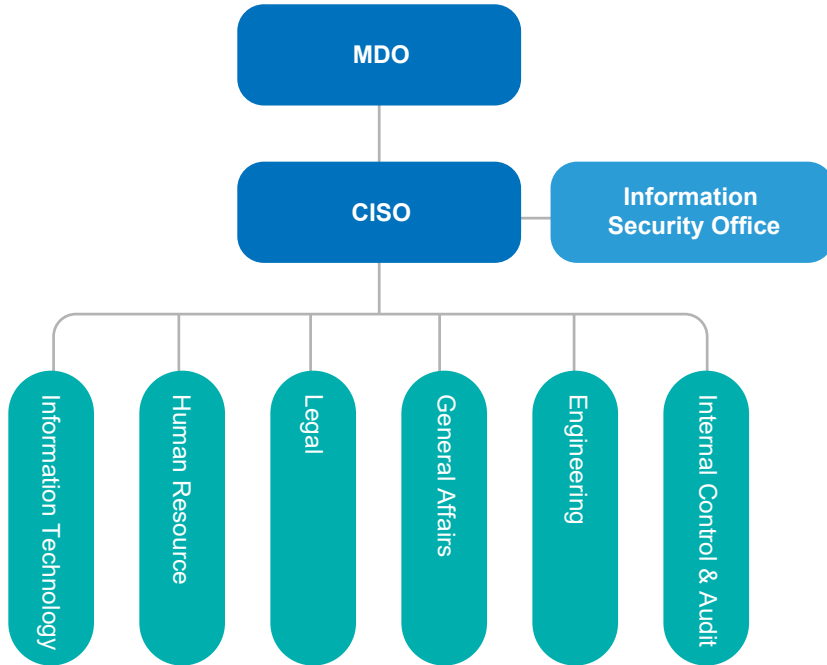 MDO
CISO
Information
Security Office
Information Technology
Human Resource
Legal
General Affairs
Engineering
Internal Control & Audit